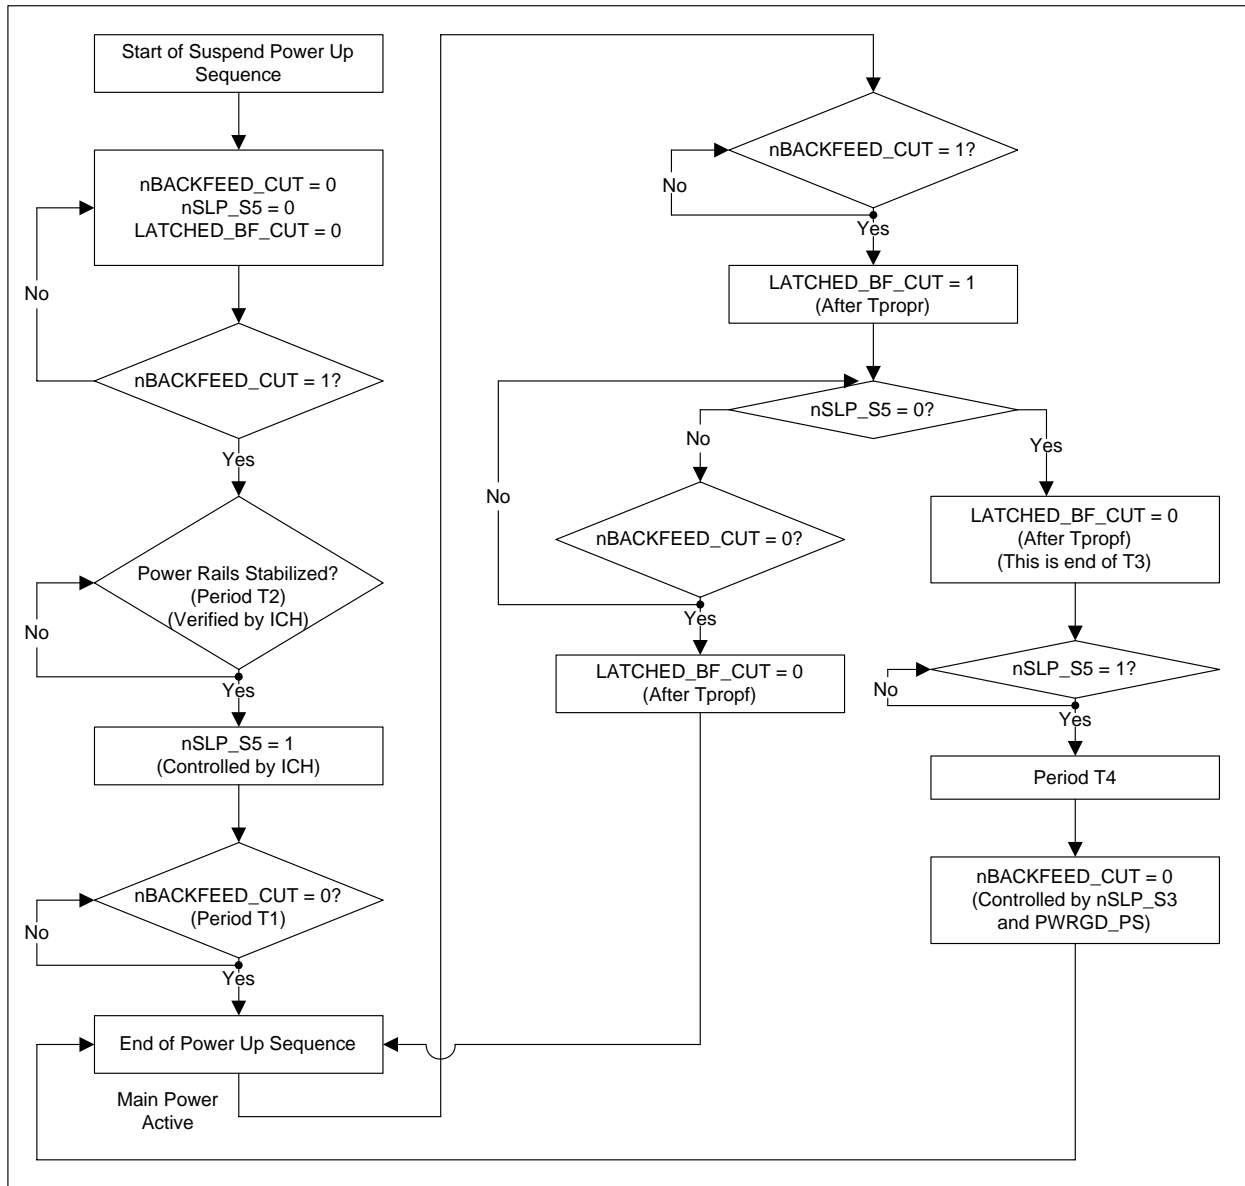 Start of Suspend Power Up
Sequence
nBACKFEED_CUT = 0
nSLP_S5 = 0
LATCHED_BF_CUT = 0
No
nBACKFEED_CUT = 1?
Yes
Power Rails Stabilized?
(Period T2)
(Verified by ICH)
No
Yes
nSLP_S5 = 1
(Controlled by ICH)
nBACKFEED_CUT = 0?
(Period T1)
No
Yes
End of Power Up Sequence
Main Power
Active
nBACKFEED_CUT = 1?
No
Yes
LATCHED_BF_CUT = 1
(After Tpropr)
nSLP_S5 = 0?
No
Yes
No
nBACKFEED_CUT = 0?
Yes
LATCHED_BF_CUT = 0
(After Tpropf)
LATCHED_BF_CUT = 0
(After Tpropf)
(This is end of T3)
nSLP_S5 = 1?
No
Yes
Period T4
nBACKFEED_CUT = 0
(Controlled by nSLP_S3
and PWRGD_PS)